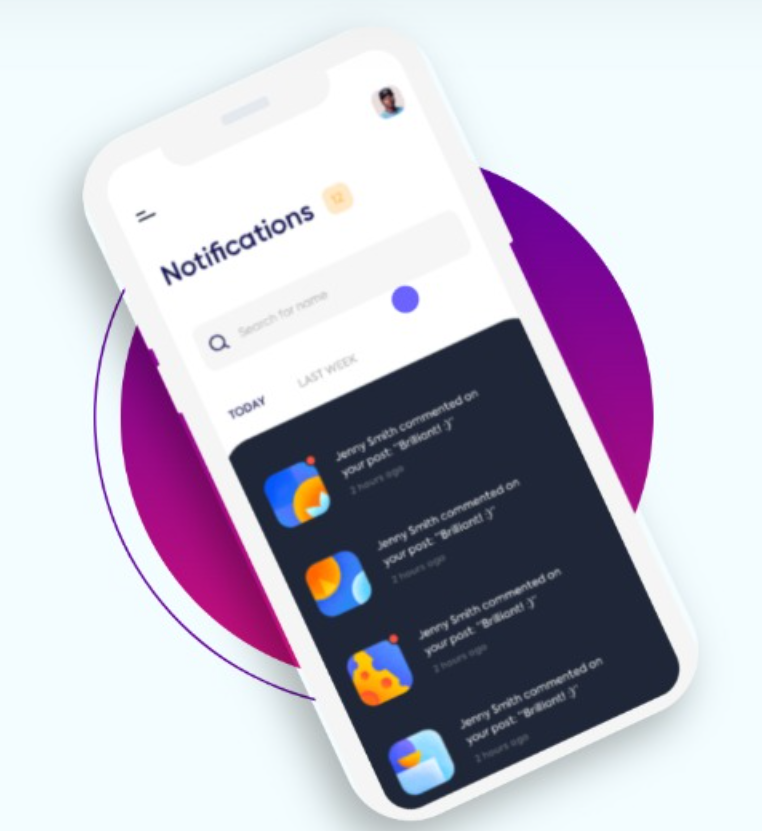 Notifications 12
Search for name
TODAY LAST WEEK
Jenny Smith commented on
your post: "Brilliant! :)"
2 hours ago
Jenny Smith commented on
your post: "Brilliant! :)"
2 hours ago
Jenny Smith commented on
your post: "Brilliant! :)"
2 hours ago
Jenny Smith commented on
your post: "Brilliant! :)"
2 hours ago